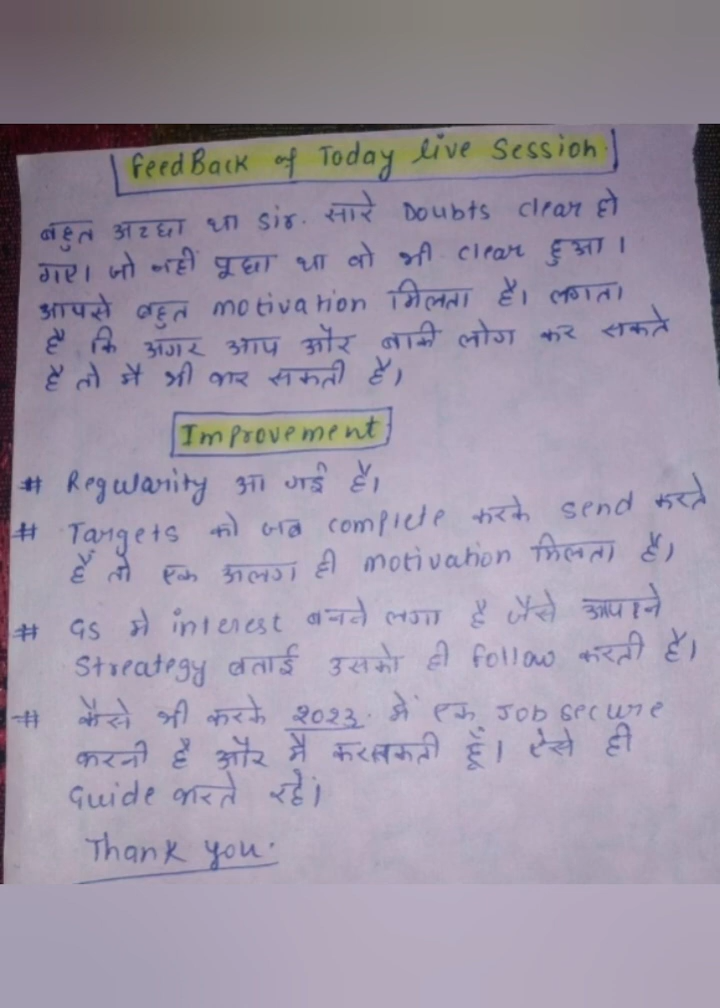 FeedBack of Today live Session
बहुत अच्छा था Sir. सारे Doubts clear हो
गए। जो नहीं पूछा था वो भी clear हुआ।
आपसे बहुत motivation मिलता है। लगता
है कि अगर आप और बाकी लोग कर सकते
है तो मै भी कर सकती है।
Improvement
# Regularity आ गई है।
# Targets को जब complete करके send करते
हैं तो एक अलग ही motivation मिलता है।
# GS मे interest बनने लगा है जैसे आपने
Streategy बताई उसको ही follow करती है।
# कैसे भी करके 2023. में एक Job secure
करनी है और मैं करसकती हूँ। ऐसे ही
Guide करते रहें।
Thank you.